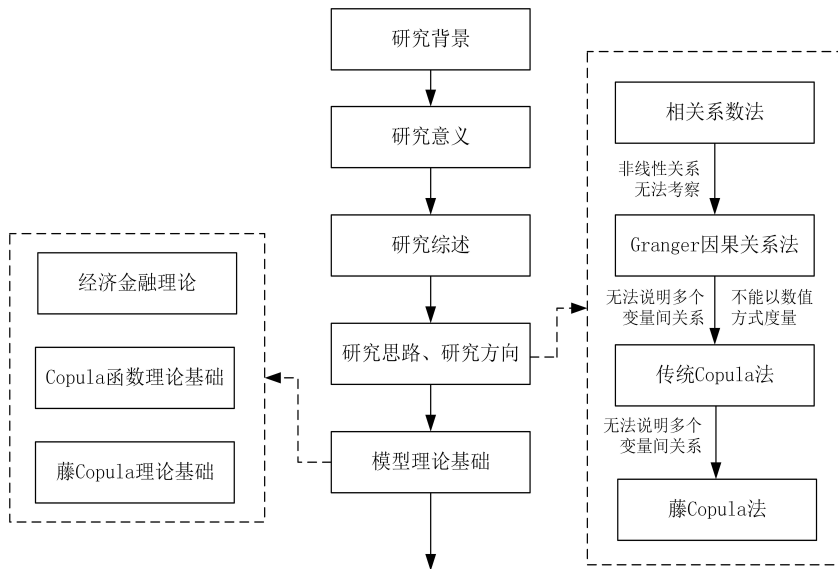 研究背景
研究意义
研究综述
研究思路、研究方向
模型理论基础
经济金融理论
Copula函数理论基础
藤Copula理论基础
相关系数法
非线性关系
无法考察
Granger因果关系法
无法说明多个
变量间关系
不能以数值
方式度量
传统Copula法
无法说明多个
变量间关系
藤Copula法